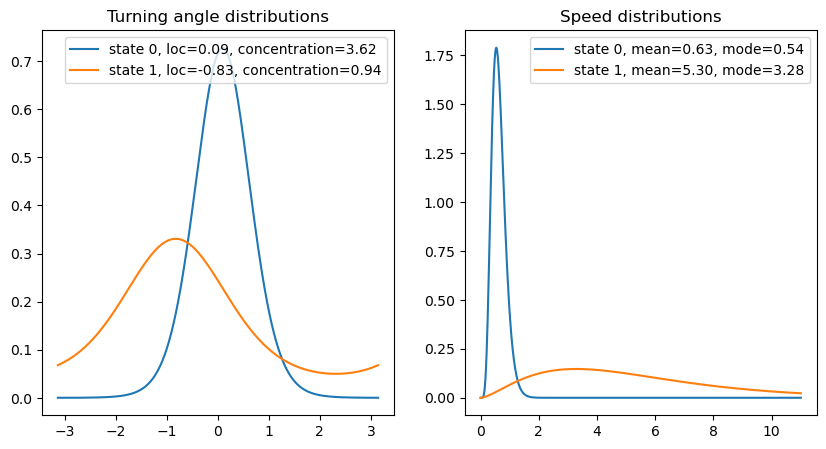 Turning angle distributions
state 0, loc=0.09, concentration=3.62
state 1, loc=-0.83, concentration=0.94
0.7
0.6
0.5
0.4
0.3
0.2
0.1
0.0
−3 −2 −1 0 1 2 3
Speed distributions
state 0, mean=0.63, mode=0.54
state 1, mean=5.30, mode=3.28
1.75
1.50
1.25
1.00
0.75
0.50
0.25
0.00
0 2 4 6 8 10